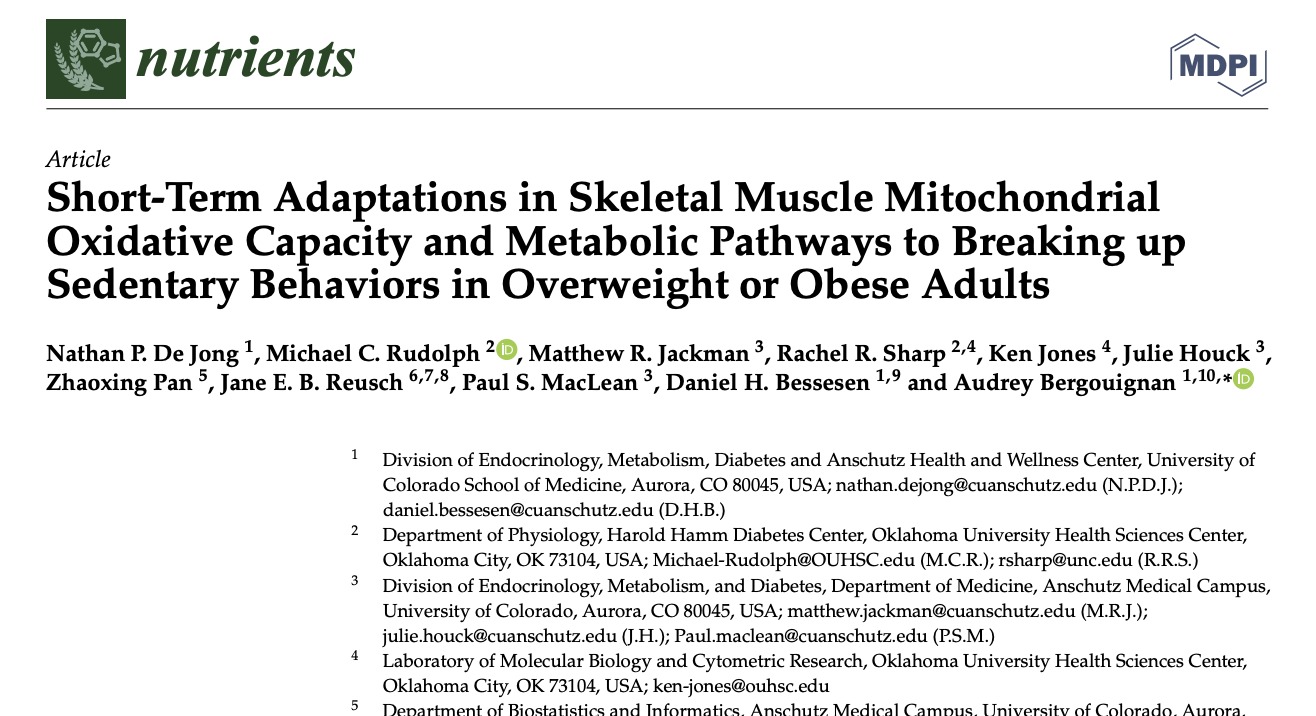 nutrients
MDPI
Article
Short-Term Adaptations in Skeletal Muscle Mitochondrial
Oxidative Capacity and Metabolic Pathways to Breaking up
Sedentary Behaviors in Overweight or Obese Adults
Nathan P. De Jong 1, Michael C. Rudolph 2 iD, Matthew R. Jackman 3, Rachel R. Sharp 2,4, Ken Jones 4, Julie Houck 3,
Zhaoxing Pan 5, Jane E. B. Reusch 6,7,8, Paul S. MacLean 3, Daniel H. Bessesen 1,9 and Audrey Bergouignan 1,10,* iD
1 Division of Endocrinology, Metabolism, Diabetes and Anschutz Health and Wellness Center, University of
Colorado School of Medicine, Aurora, CO 80045, USA; nathan.dejong@cuanschutz.edu (N.P.D.J.);
daniel.bessesen@cuanschutz.edu (D.H.B.)
2 Department of Physiology, Harold Hamm Diabetes Center, Oklahoma University Health Sciences Center,
Oklahoma City, OK 73104, USA; Michael-Rudolph@OUHSC.edu (M.C.R.); rsharp@unc.edu (R.R.S.)
3 Division of Endocrinology, Metabolism, and Diabetes, Department of Medicine, Anschutz Medical Campus,
University of Colorado, Aurora, CO 80045, USA; matthew.jackman@cuanschutz.edu (M.R.J.);
julie.houck@cuanschutz.edu (J.H.); Paul.maclean@cuanschutz.edu (P.S.M.)
4 Laboratory of Molecular Biology and Cytometric Research, Oklahoma University Health Sciences Center,
Oklahoma City, OK 73104, USA; ken-jones@ouhsc.edu
5 Department of Biostatistics and Informatics, Anschutz Medical Campus, University of Colorado, Aurora,